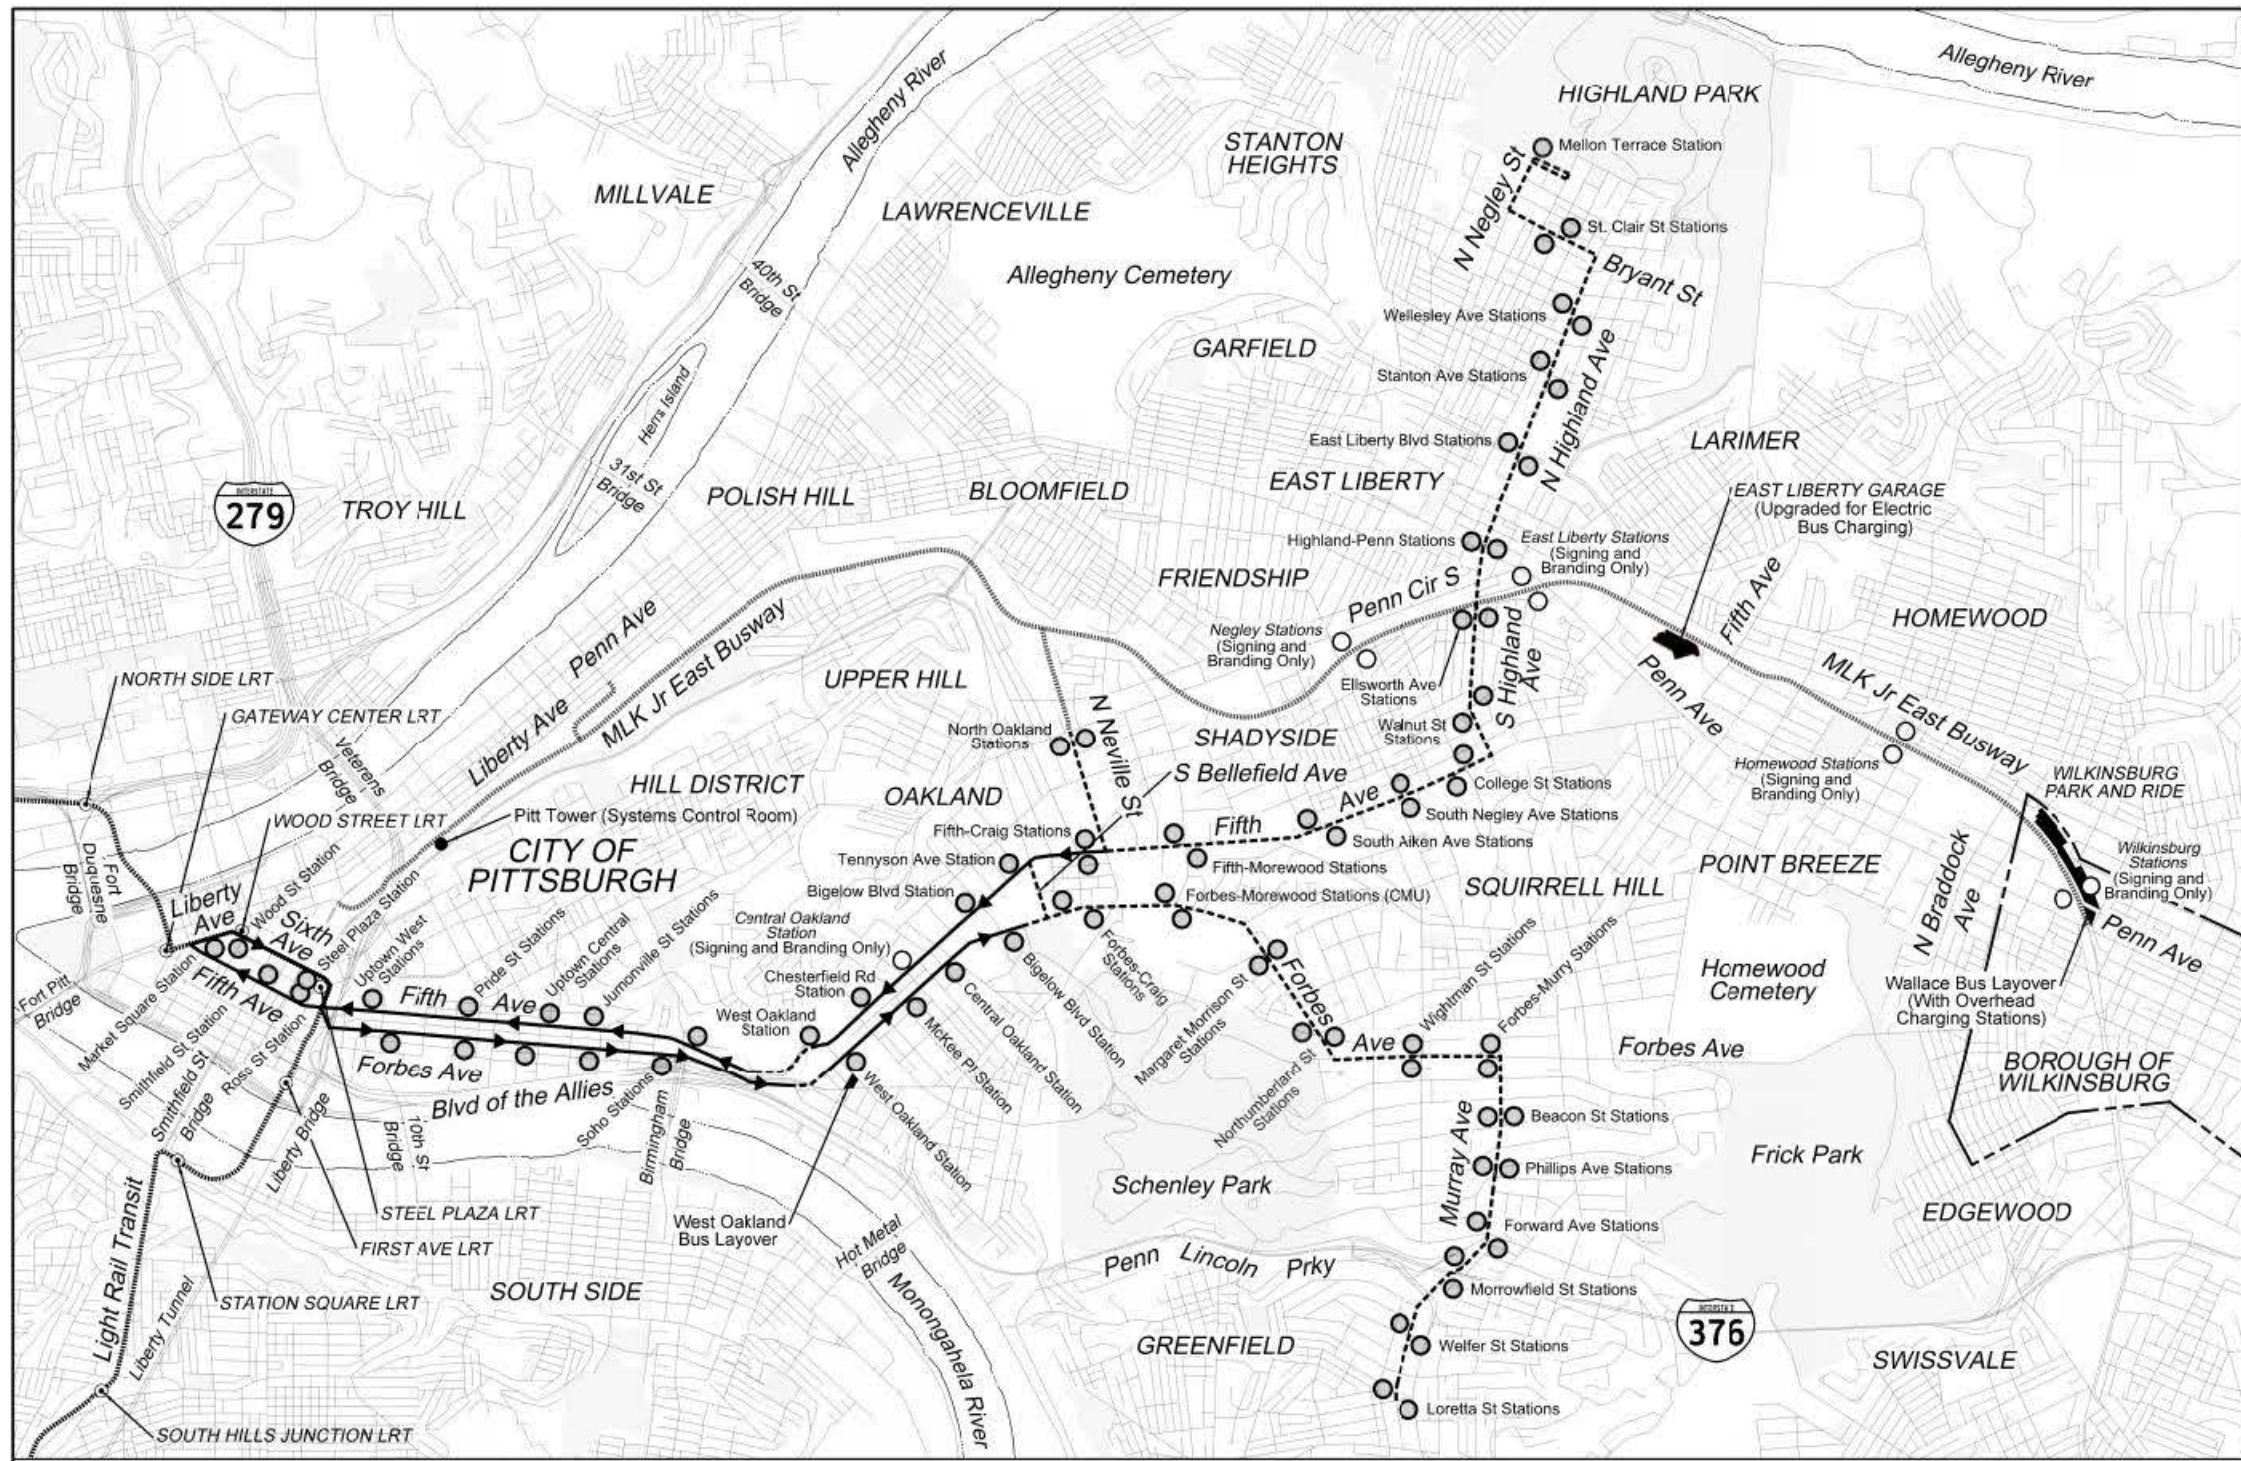 Allegheny River
Allegheny River
HIGHLAND PARK
STANTON
HEIGHTS
Mellon Terrace Station
MILLVALE
LAWRENCEVILLE
N Negley St
St. Clair St Stations
Allegheny Cemetery
40th St
Bridge
Bryant St
Wellesley Ave Stations
GARFIELD
Stanton Ave Stations
N Highland Ave
Herrs Island
East Liberty Blvd Stations
LARIMER
31st St
Bridge
EAST LIBERTY
INTERSTATE
279
TROY HILL
POLISH HILL
BLOOMFIELD
EAST LIBERTY GARAGE
(Upgraded for Electric
Bus Charging)
Highland-Penn Stations
East Liberty Stations
(Signing and
Branding Only)
FRIENDSHIP
Penn Cir S
Fifth Ave
HOMEWOOD
Penn Ave
Liberty Ave
MLK Jr East Busway
Negley Stations
(Signing and
Branding Only)
S Highland
Ave
Ellsworth Ave
Stations
Penn Ave
MLK Jr East Busway
UPPER HILL
NORTH SIDE LRT
GATEWAY CENTER LRT
Veterens
Bridge
North Oakland
Stations
N Neville St
SHADYSIDE
Walnut St
Stations
HILL DISTRICT
S Bellefield Ave
OAKLAND
College St Stations
Homewood Stations
(Signing and
Branding Only)
WILKINSBURG
PARK AND RIDE
WOOD STREET LRT
Pitt Tower (Systems Control Room)
CITY OF
PITTSBURGH
Fifth-Craig Stations
Fifth
Ave
South Negley Ave Stations
South Aiken Ave Stations
Tennyson Ave Station
Fifth-Morewood Stations
Bigelow Blvd Station
Forbes-Morewood Stations (CMU)
SQUIRRELL HILL
POINT BREEZE
N Braddock
Ave
Wilkinsburg
Stations
(Signing and
Branding Only)
Fort
Duquesne
Bridge
Liberty
Ave
Wood St Station
Sixth
Ave
Steel Plaza Station
Uptown West
Stations
Pride St Stations
Uptown Central
Stations
Jumonville St Stations
Central Oakland
Station
(Signing and Branding Only)
Chesterfield Rd
Station
West Oakland
Station
Forbes-Craig
Stations
Bigelow Blvd Station
Central Oakland Station
McKee Pl Station
West Oakland Station
Margaret Morrison St
Stations
Forbes
Ave
Wightman St Stations
Forbes-Murry Stations
Homewood
Cemetery
Penn Ave
Wallace Bus Layover
(With Overhead
Charging Stations)
Fort Pitt
Bridge
Fifth Ave
Fifth
Ave
Market Square Station
Smithfield St Station
Ross St Station
Smithfield St
Bridge
Forbes Ave
Blvd of the Allies
Soho Stations
Birmingham
Bridge
10th St
Bridge
Liberty Bridge
Northumberland St
Stations
Forbes Ave
BOROUGH OF
WILKINSBURG
Murray Ave
Beacon St Stations
Phillips Ave Stations
Frick Park
Schenley Park
EDGEWOOD
Forward Ave Stations
STEEL PLAZA LRT
FIRST AVE LRT
West Oakland
Bus Layover
Hot Metal
Bridge
Penn Lincoln Prky
Light Rail Transit
Liberty Tunnel
STATION SQUARE LRT
SOUTH SIDE
Monongahela River
Morrowfield St Stations
INTERSTATE
376
GREENFIELD
Welfer St Stations
SWISSVALE
Loretta St Stations
SOUTH HILLS JUNCTION LRT